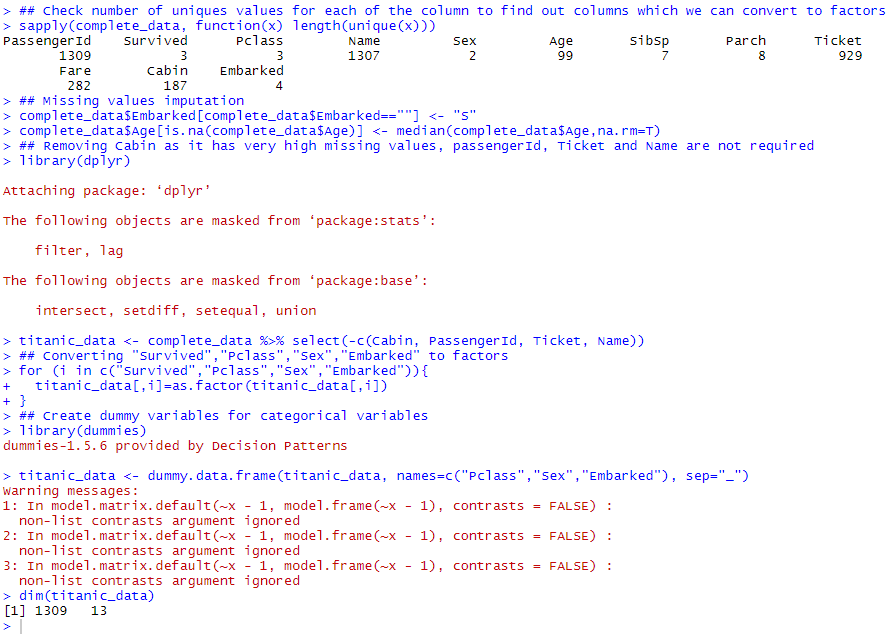 > ## Check number of uniques values for each of the column to find out columns which we can convert to factors
> sapply(complete_data, function(x) length(unique(x)))
PassengerId    Survived      Pclass        Name         Sex         Age       SibSp       Parch      Ticket
       1309           3           3        1307           2          99           7           8         929
       Fare       Cabin    Embarked
        282         187           4
> ## Missing values imputation
> complete_data$Embarked[complete_data$Embarked==""] <- "S"
> complete_data$Age[is.na(complete_data$Age)] <- median(complete_data$Age,na.rm=T)
> ## Removing Cabin as it has very high missing values, passengerId, Ticket and Name are not required
> library(dplyr)
Attaching package: ‘dplyr’
The following objects are masked from ‘package:stats’:
    filter, lag
The following objects are masked from ‘package:base’:
    intersect, setdiff, setequal, union
> titanic_data <- complete_data %>% select(-c(Cabin, PassengerId, Ticket, Name))
> ## Converting "Survived","Pclass","Sex","Embarked" to factors
> for (i in c("Survived","Pclass","Sex","Embarked")){
+   titanic_data[,i]=as.factor(titanic_data[,i])
+ }
> ## Create dummy variables for categorical variables
> library(dummies)
dummies-1.5.6 provided by Decision Patterns
> titanic_data <- dummy.data.frame(titanic_data, names=c("Pclass","Sex","Embarked"), sep="_")
Warning messages:
1: In model.matrix.default(~x - 1, model.frame(~x - 1), contrasts = FALSE) :
  non-list contrasts argument ignored
2: In model.matrix.default(~x - 1, model.frame(~x - 1), contrasts = FALSE) :
  non-list contrasts argument ignored
3: In model.matrix.default(~x - 1, model.frame(~x - 1), contrasts = FALSE) :
  non-list contrasts argument ignored
> dim(titanic_data)
[1] 1309   13
>